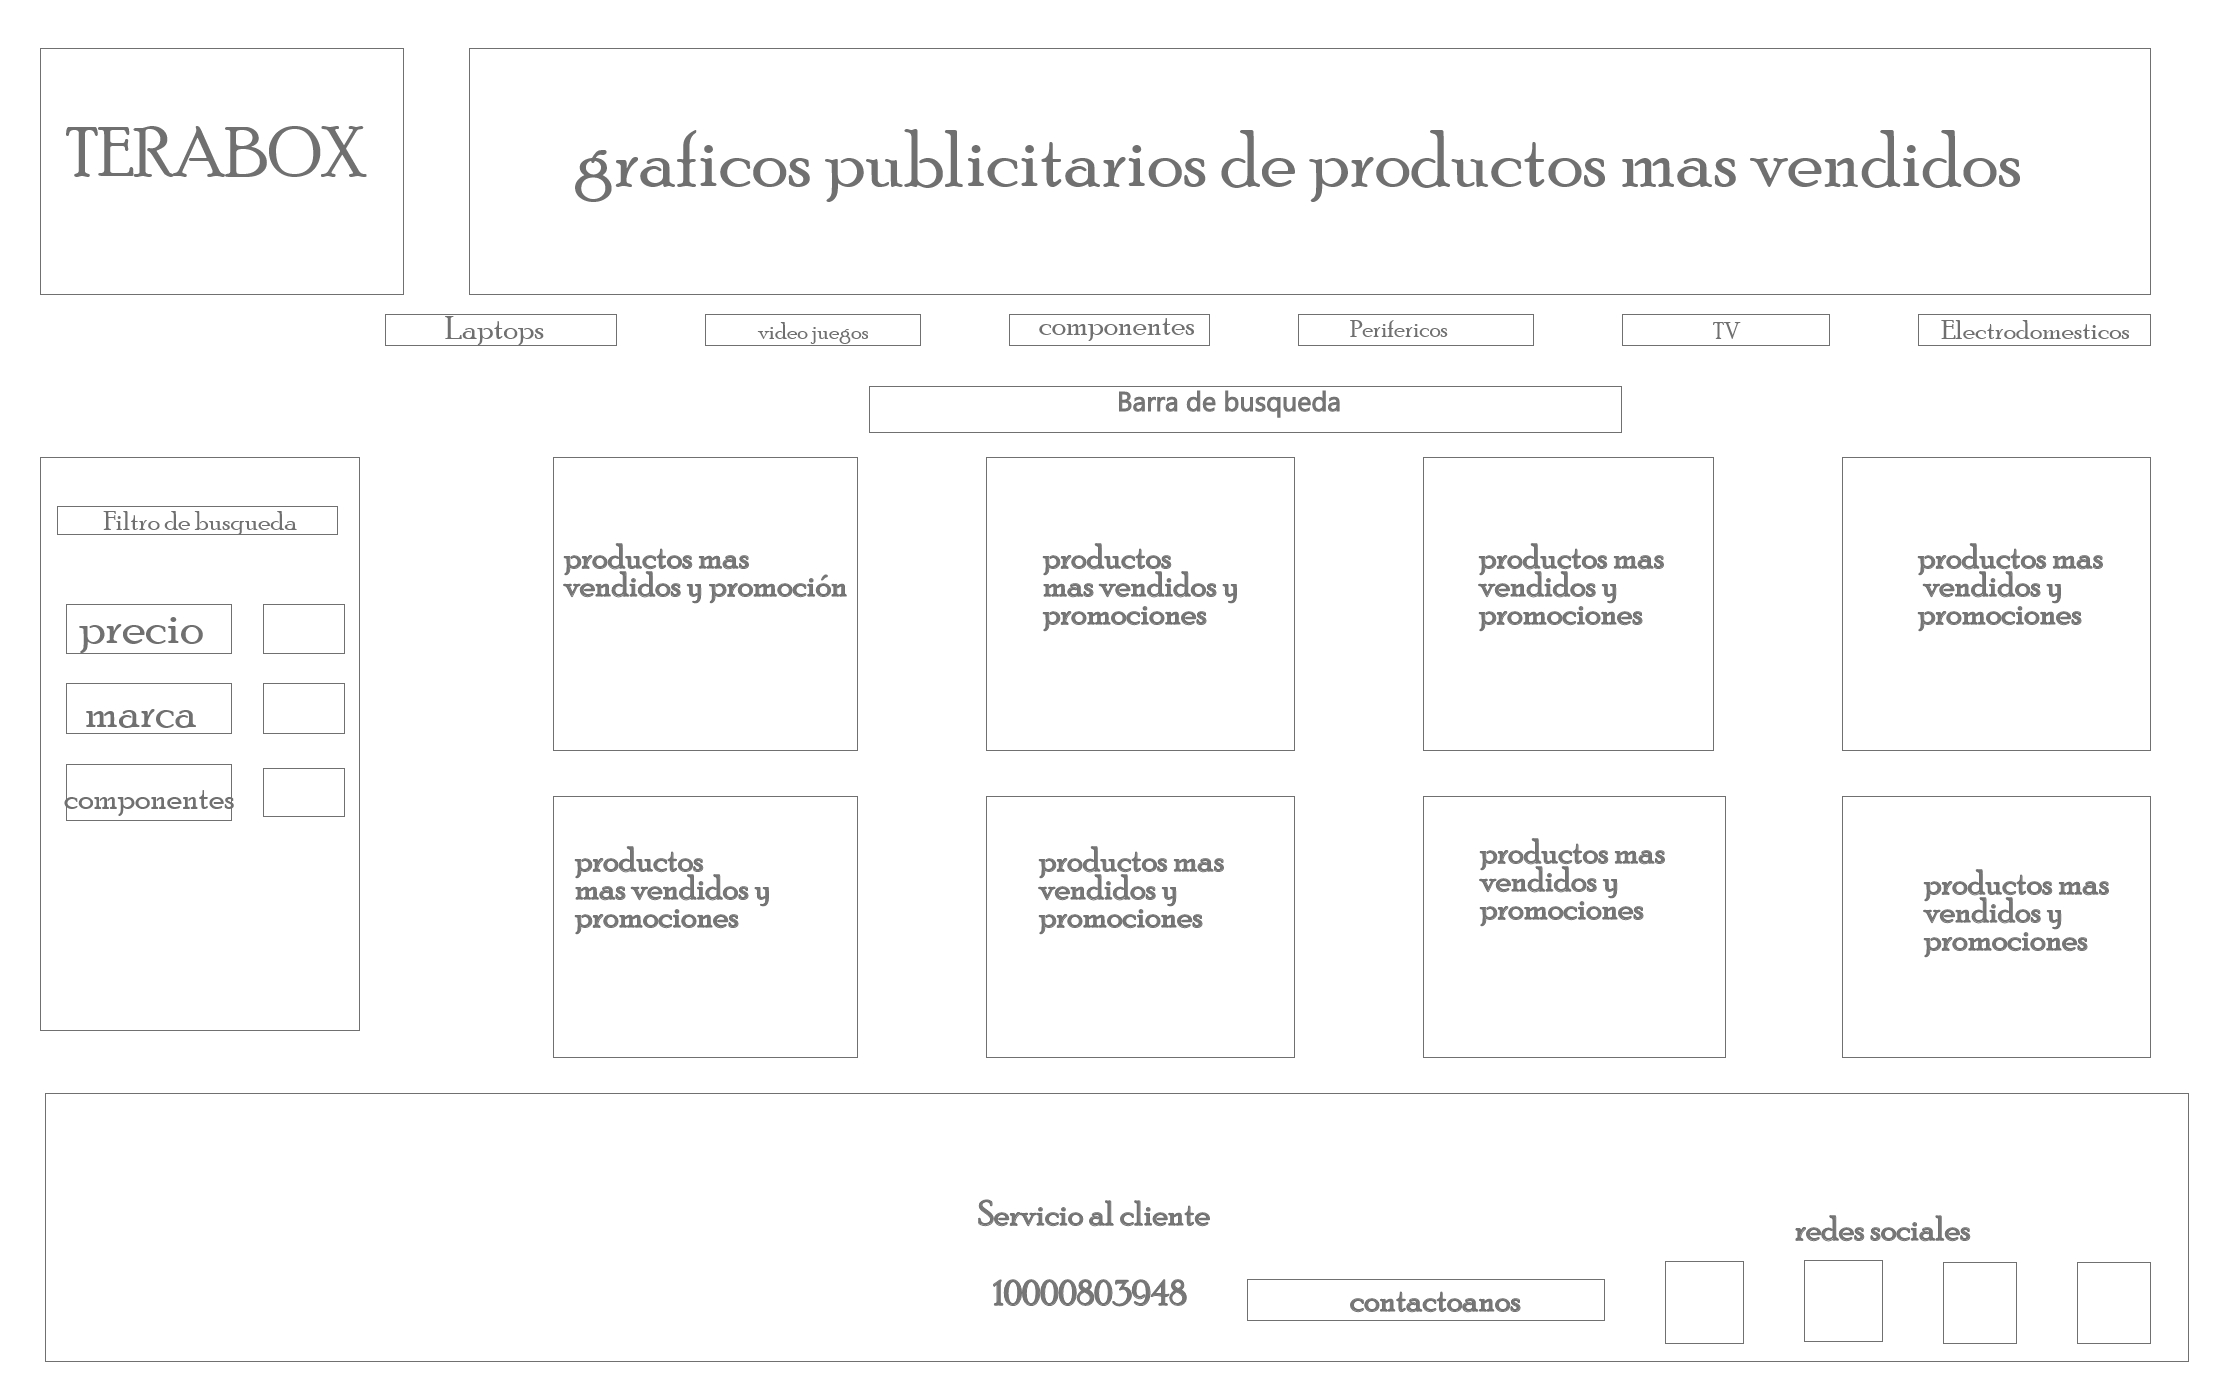 TERABOX
graficos publicitarios de productos mas vendidos
Laptops
video juegos
componentes
Perifericos
TV
Electrodomesticos
Barra de busqueda
Filtro de busqueda
precio
marca
componentes
productos mas
vendidos y promoción
productos
mas vendidos y
promociones
productos mas
vendidos y
promociones
productos mas
vendidos y
promociones
productos
mas vendidos y
promociones
productos mas
vendidos y
promociones
productos mas
vendidos y
promociones
productos mas
vendidos y
promociones
Servicio al cliente
10000803948
contactoanos
redes sociales